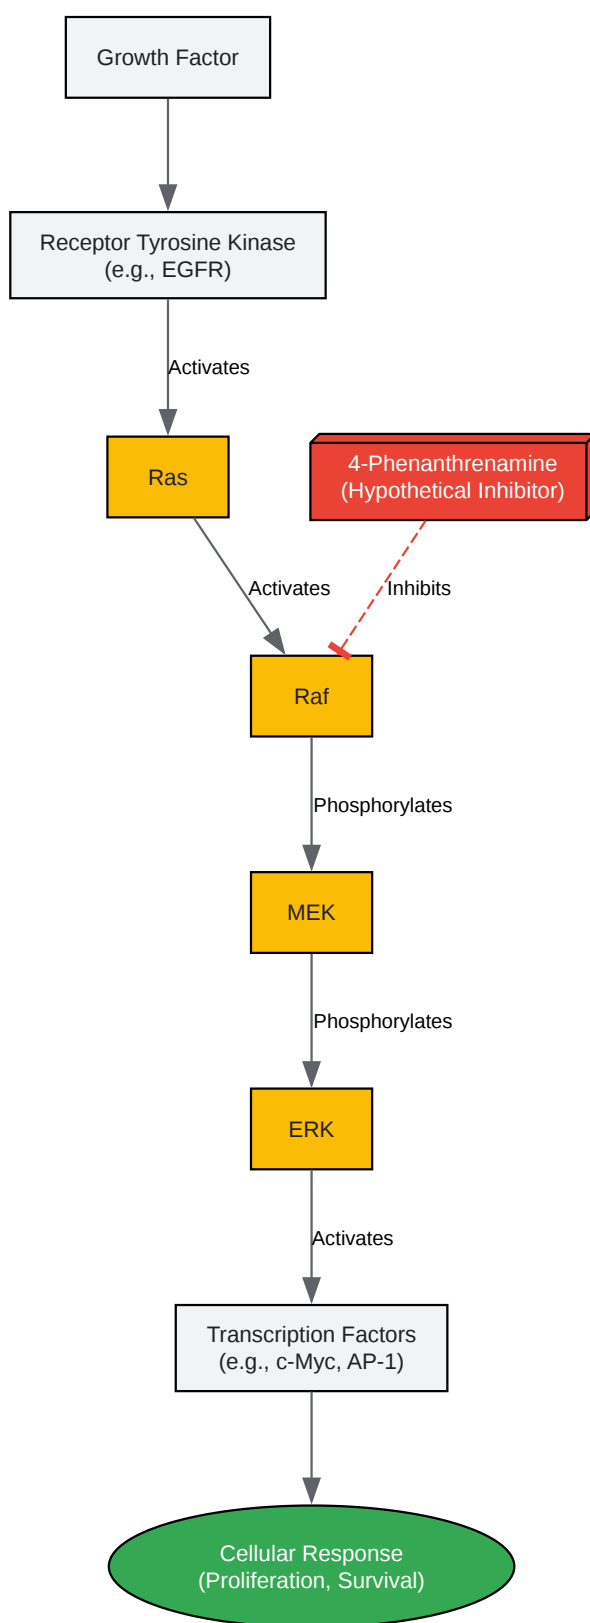 Growth Factor
Receptor Tyrosine Kinase
(e.g., EGFR)
Activates
Ras
4-Phenanthrenamine
(Hypothetical Inhibitor)
Activates
Inhibits
Raf
Phosphorylates
MEK
Phosphorylates
ERK
Activates
Transcription Factors
(e.g., c-Myc, AP-1)
Cellular Response
(Proliferation, Survival)